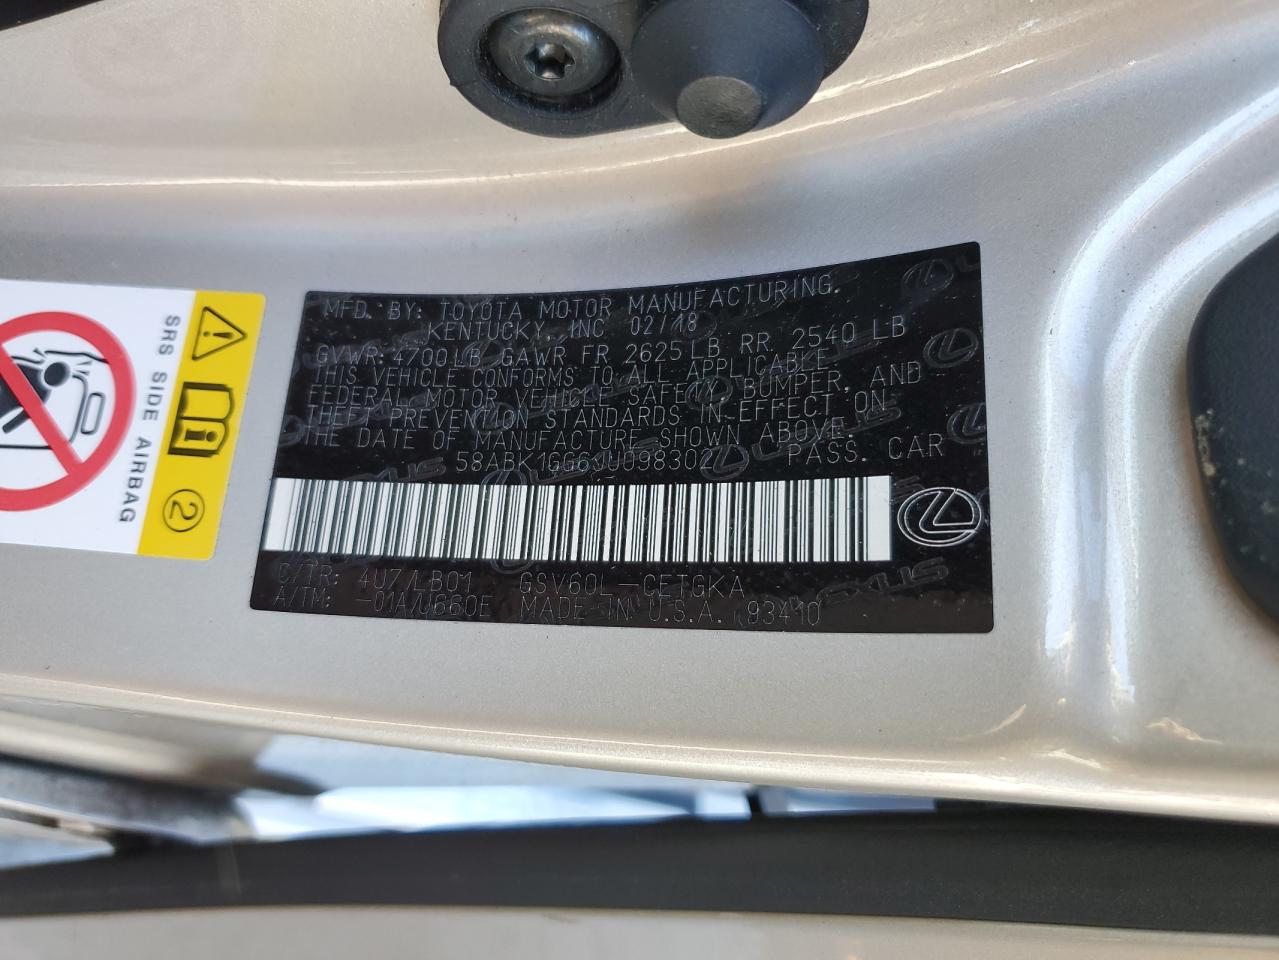 MFD. BY: TOYOTA MOTOR MANUFACTURING.
KENTUCKY, INC 02/18
GVWR: 4700LB GAWR FR 2625LB RR 2540 LB
THIS VEHICLE CONFORMS TO ALL APPLICABLE
FEDERAL MOTOR VEHICLE SAFETY, BUMPER, AND
THEFT PREVENTION STANDARDS IN EFFECT ON
THE DATE OF MANUFACTURE SHOWN ABOVE.
58ABK1GG6JU098302 PASS. CAR
C/TR: 4U7/LB01 GSV60L-CETGKA
A/TM: -01A/U660E MADE IN U.S.A. 93410
SRS SIDE AIRBAG
2
LEXUS